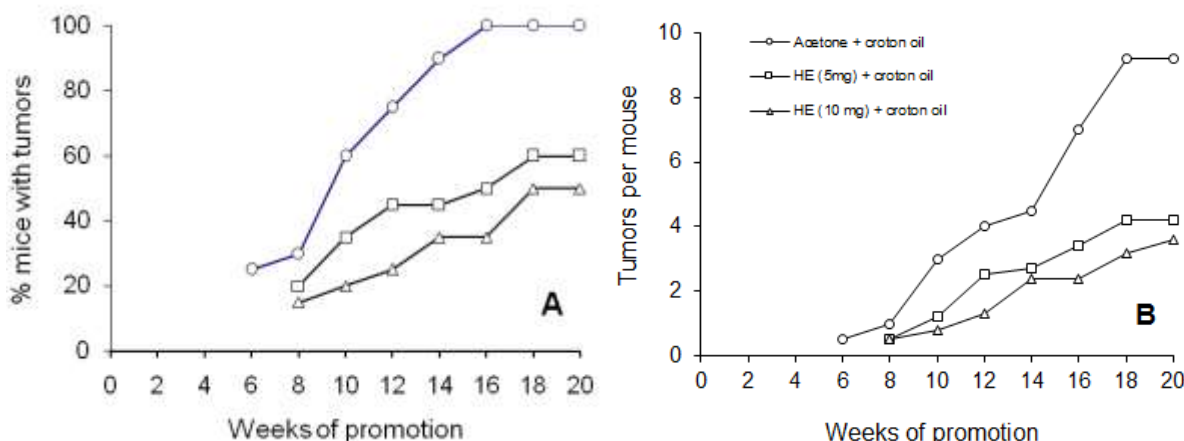 % mice with tumors
100
80
60
40
20
0
A
0 2 4 6 8 10 12 14 16 18 20
Weeks of promotion
Tumors per mouse
10
8
6
4
2
0
Acetone + croton oil
HE (5mg) + croton oil
HE (10 mg) + croton oil
B
0 2 4 6 8 10 12 14 16 18 20
Weeks of promotion